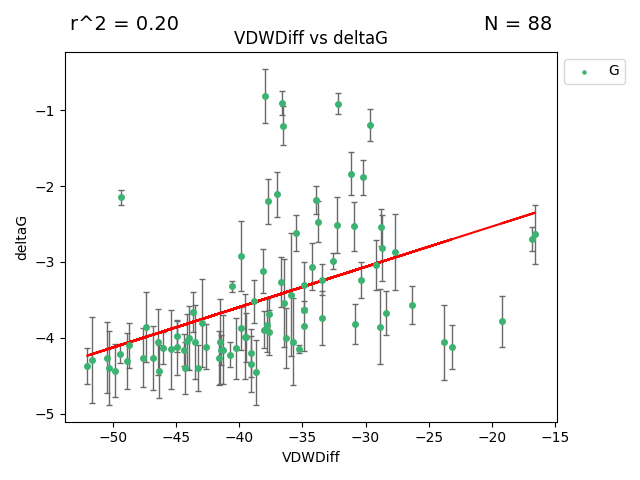 r^2 = 0.20
N = 88
VDWDiff vs deltaG
G
−1
−2
−3
−4
−5
deltaG
−50
−45
−40
−35
−30
−25
−20
−15
VDWDiff